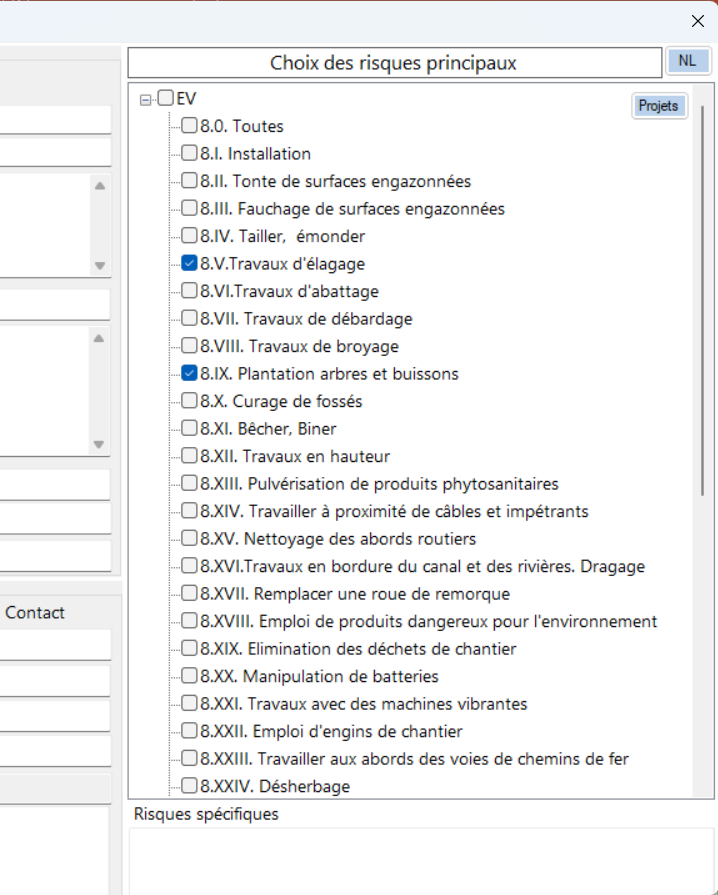 Choix des risques principaux
NL
EV
Projets
8.0. Toutes
8.I. Installation
8.II. Tonte de surfaces engazonnées
8.III. Fauchage de surfaces engazonnées
8.IV. Tailler,  émonder
8.V.Travaux d'élagage
8.VI.Travaux d'abattage
8.VII. Travaux de débardage
8.VIII. Travaux de broyage
8.IX. Plantation arbres et buissons
8.X. Curage de fossés
8.XI. Bêcher, Biner
8.XII. Travaux en hauteur
8.XIII. Pulvérisation de produits phytosanitaires
8.XIV. Travailler à proximité de câbles et impétrants
8.XV. Nettoyage des abords routiers
8.XVI.Travaux en bordure du canal et des rivières. Dragage
8.XVII. Remplacer une roue de remorque
Contact
8.XVIII. Emploi de produits dangereux pour l'environnement
8.XIX. Elimination des déchets de chantier
8.XX. Manipulation de batteries
8.XXI. Travaux avec des machines vibrantes
8.XXII. Emploi d'engins de chantier
8.XXIII. Travailler aux abords des voies de chemins de fer
8.XXIV. Désherbage
Risques spécifiques